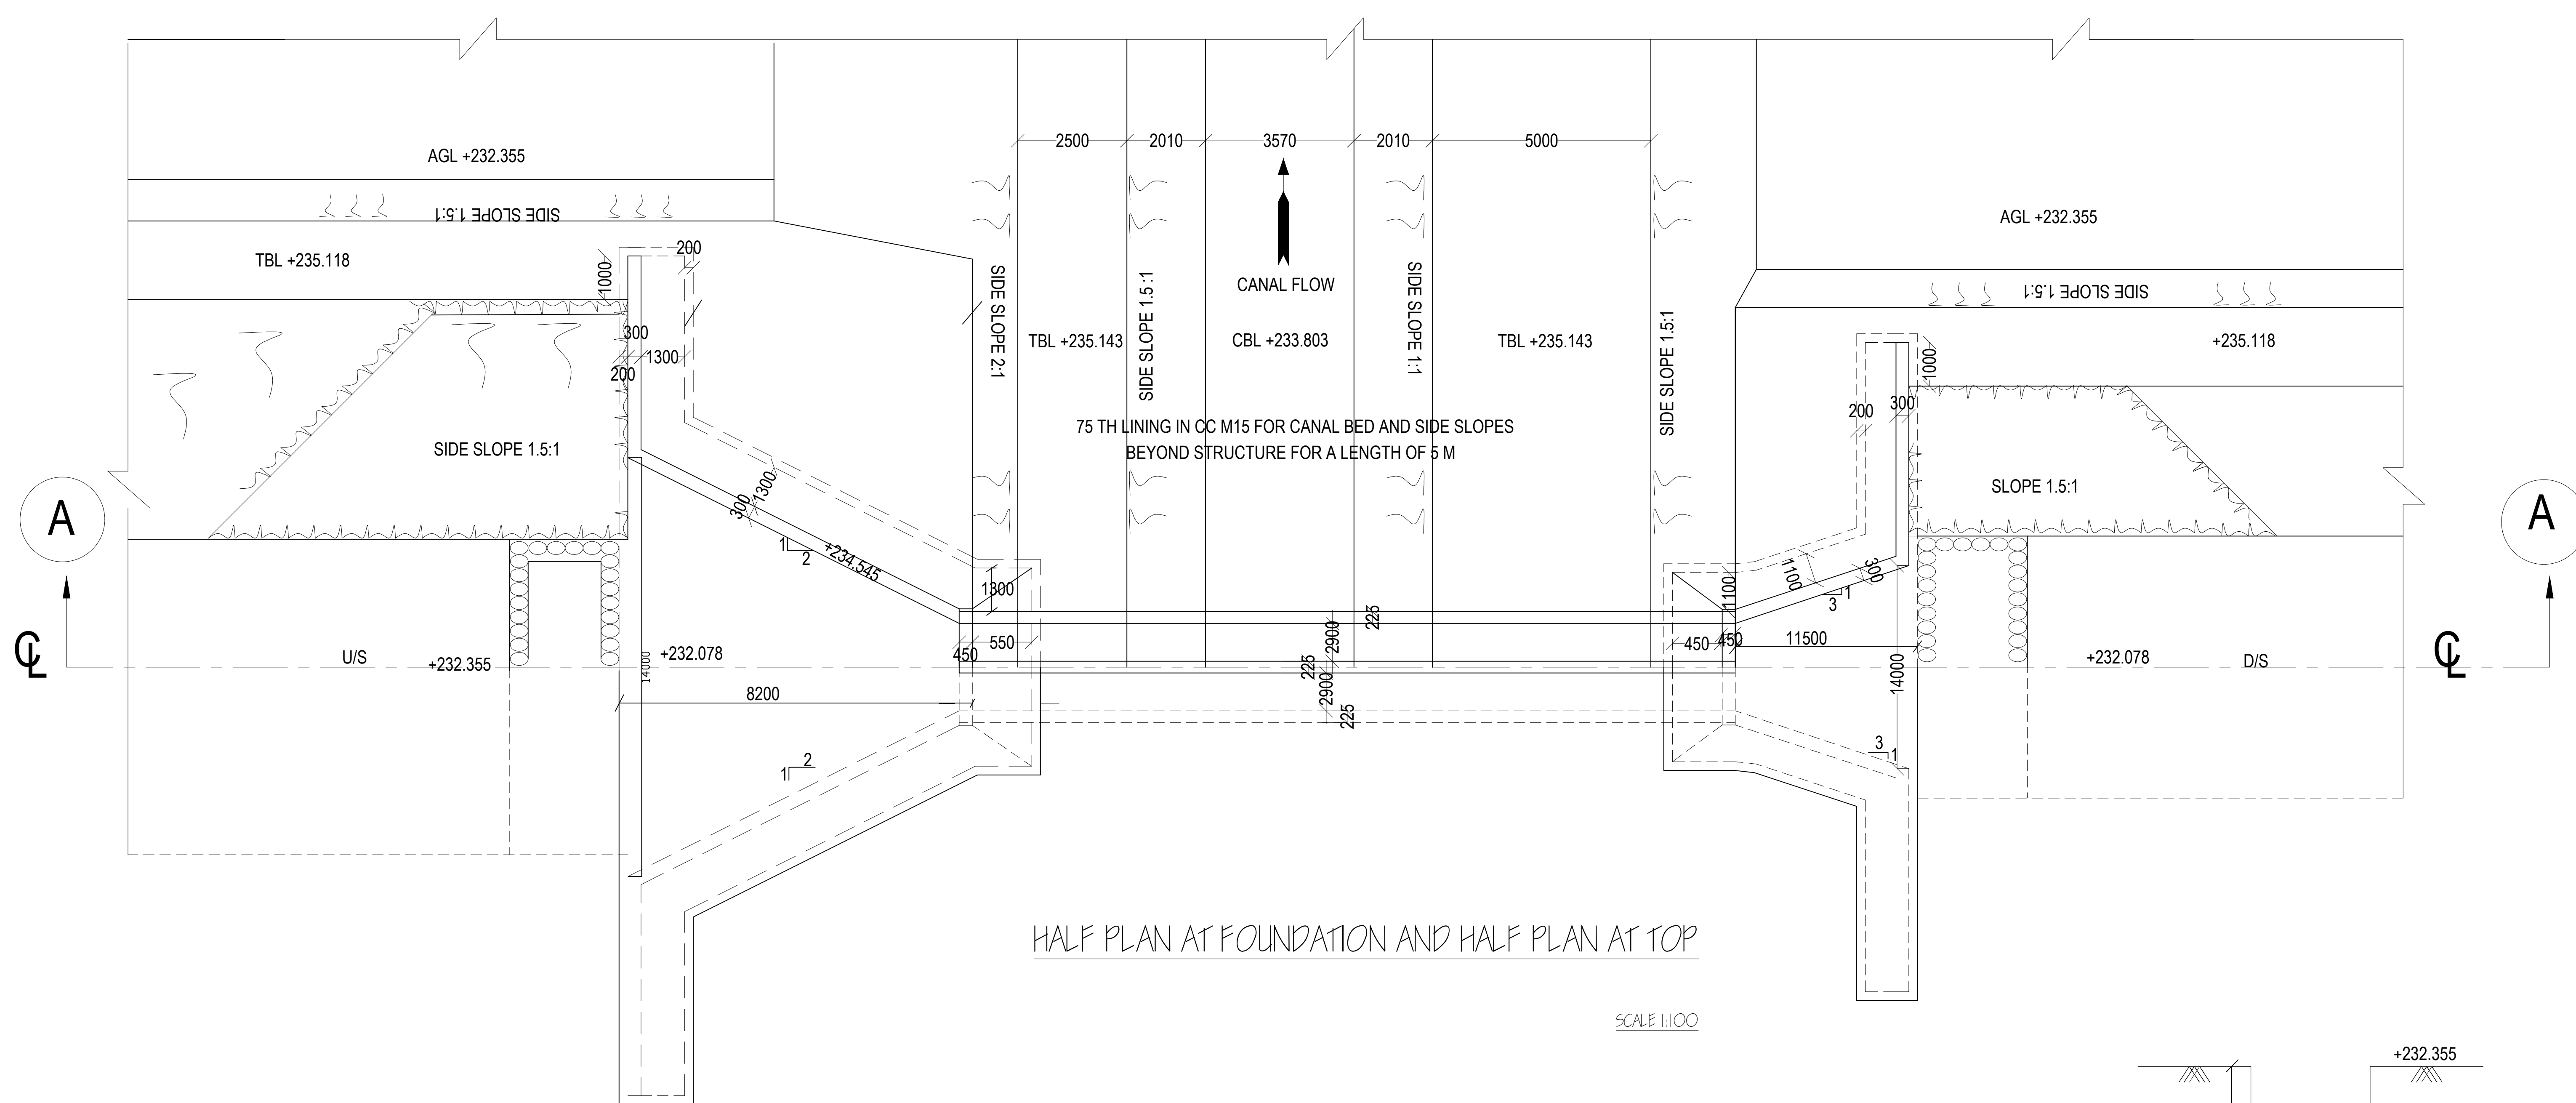 2500
2010
3570
2010
5000
AGL +232.355
SIDE SLOPE 1.5:1
TBL +235.118
1000
200
300
1300
200
SIDE SLOPE 1.5:1
SIDE SLOPE 2:1
TBL +235.143
SIDE SLOPE 1.5 :1
CANAL FLOW
CBL +233.803
SIDE SLOPE 1:1
TBL +235.143
SIDE SLOPE 1.5:1
AGL +232.355
SIDE SLOPE 1.5:1
+235.118
1000
200
300
SLOPE 1.5:1
75 TH LINING IN CC M15 FOR CANAL BED AND SIDE SLOPES
BEYOND STRUCTURE FOR A LENGTH OF 5 M
A
A
300
1300
1
2
+234.545
1300
550
450
225
2900
225
2900
225
1100
450
450
1100
300
1
3
11500
14000
℄
U/S
+232.355
14000
+232.078
8200
1
2
3
1
+232.078
D/S
℄
HALF PLAN AT FOUNDATION AND HALF PLAN AT TOP
SCALE 1:100
+232.355